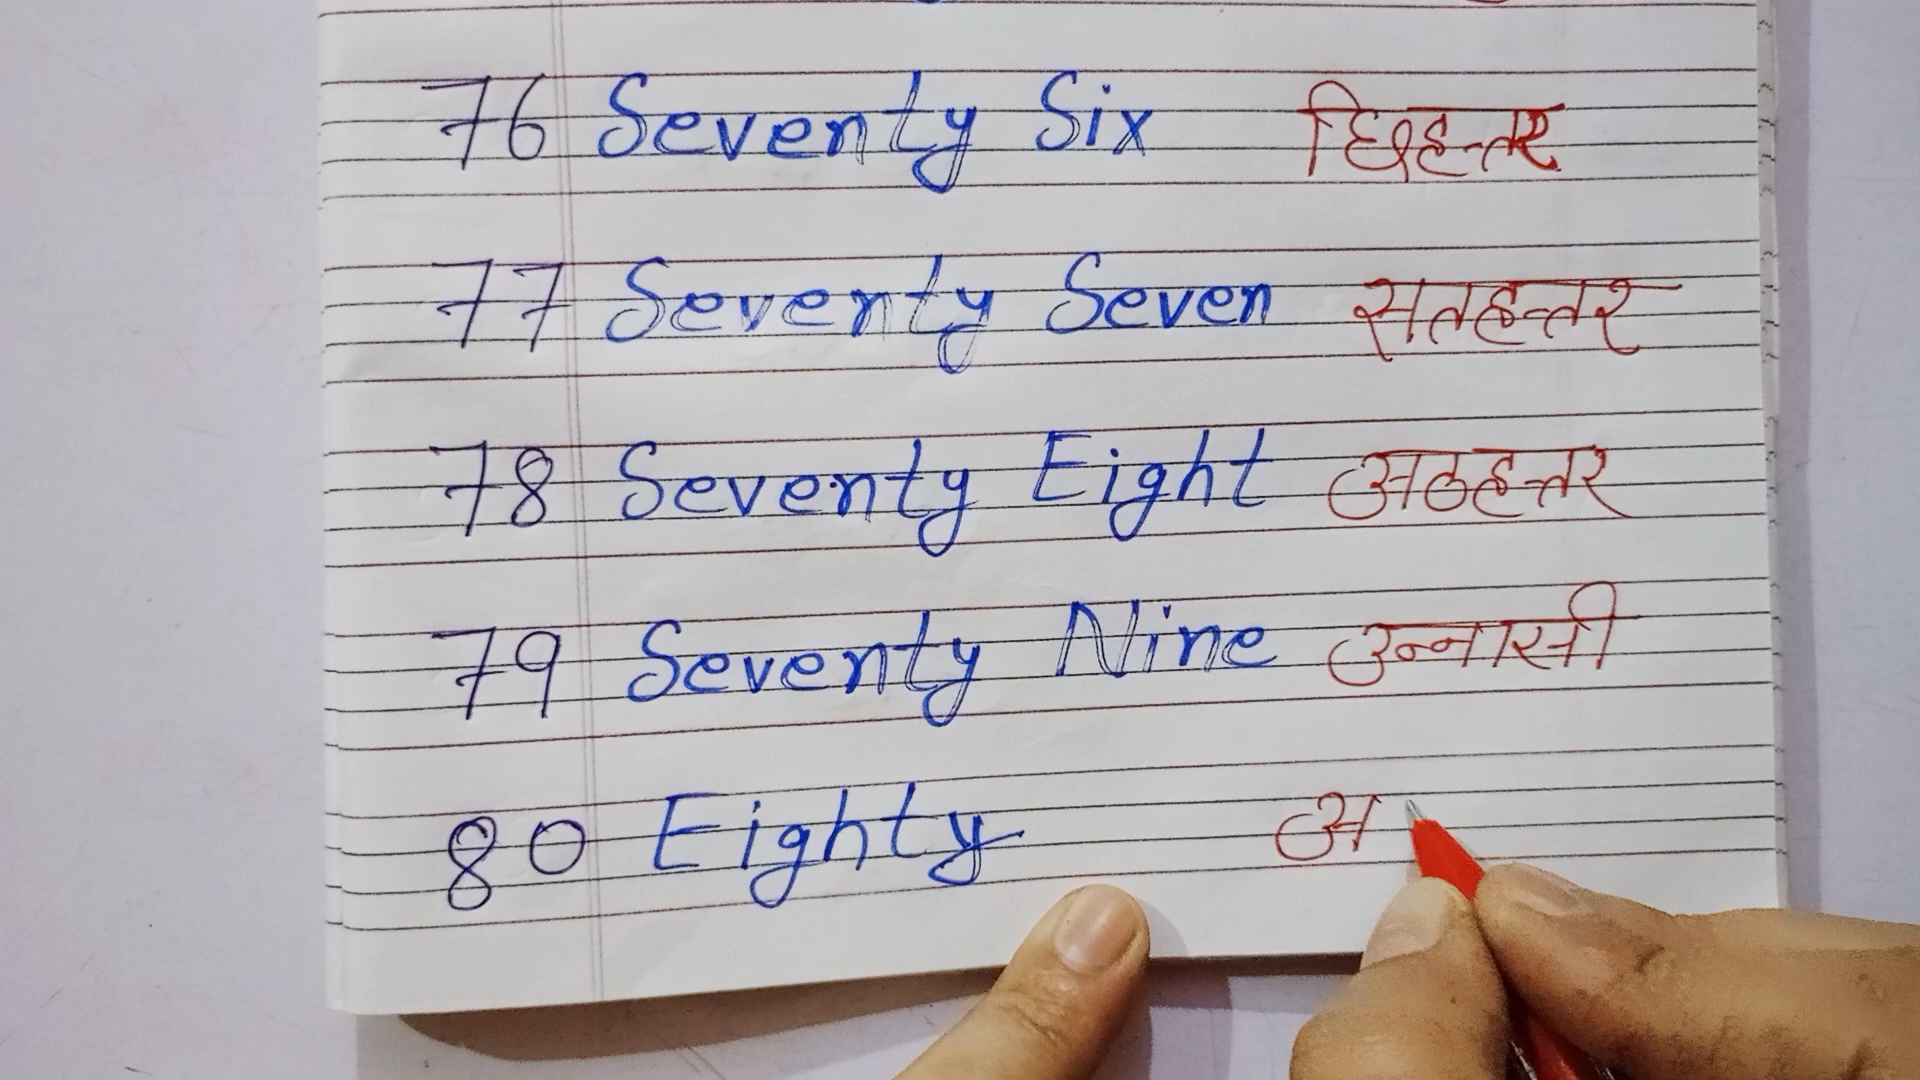 76 Seventy Six छिहत्तर
77 Seventy Seven सतहत्तर
78 Seventy Eight अठहत्तर
79 Seventy Nine उन्नासी
80 Eighty अ